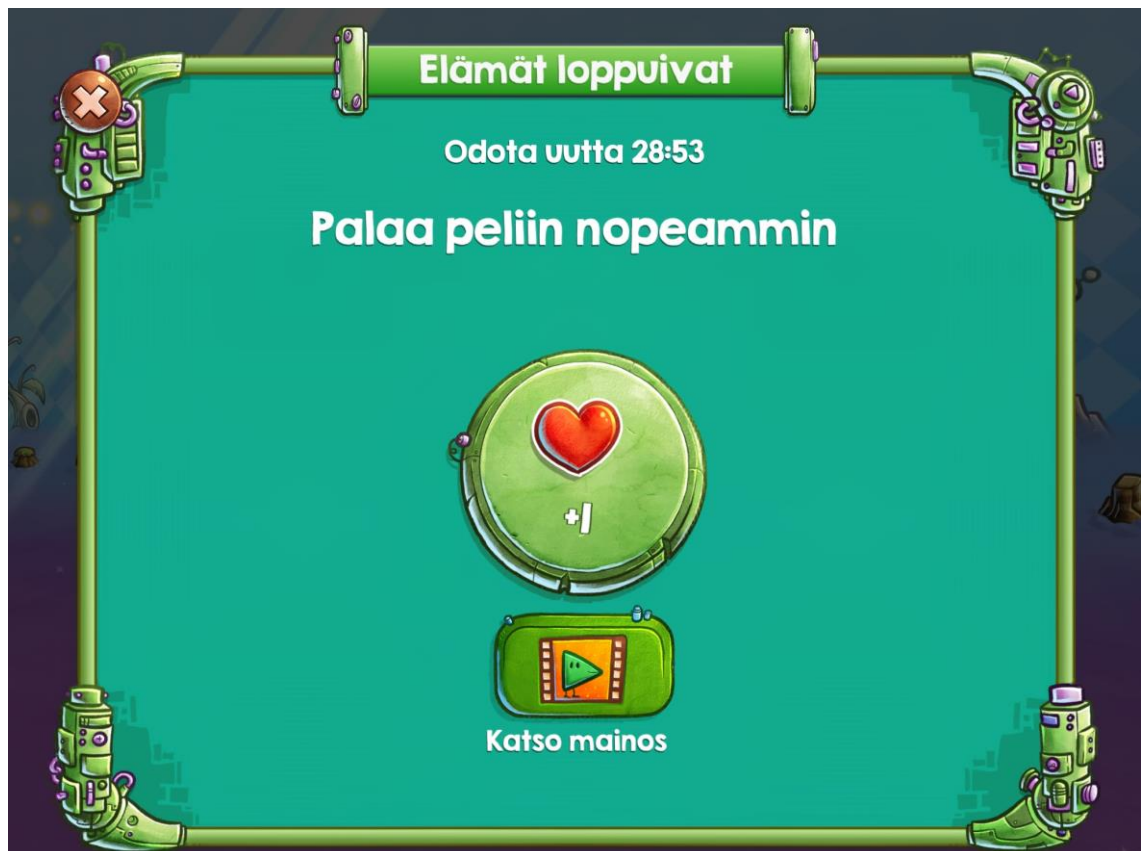 Elämät loppuivat
Odota uutta 28:53
Palaa peliin nopeammin
+1
Katso mainos